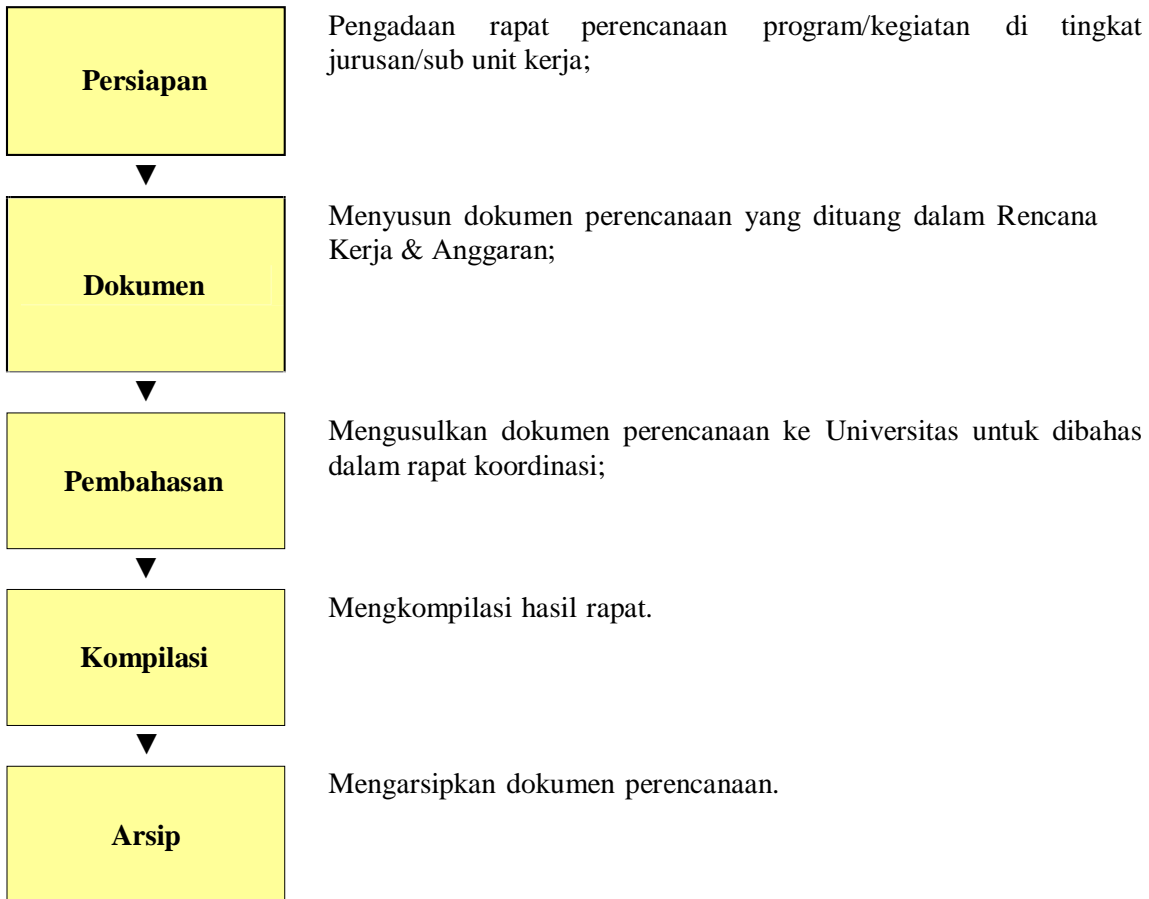 Persiapan
Pengadaan rapat perencanaan program/kegiatan di tingkat
jurusan/sub unit kerja;
Dokumen
Menyusun dokumen perencanaan yang dituang dalam Rencana
Kerja & Anggaran;
Pembahasan
Mengusulkan dokumen perencanaan ke Universitas untuk dibahas
dalam rapat koordinasi;
Kompilasi
Mengkompilasi hasil rapat.
Arsip
Mengarsipkan dokumen perencanaan.